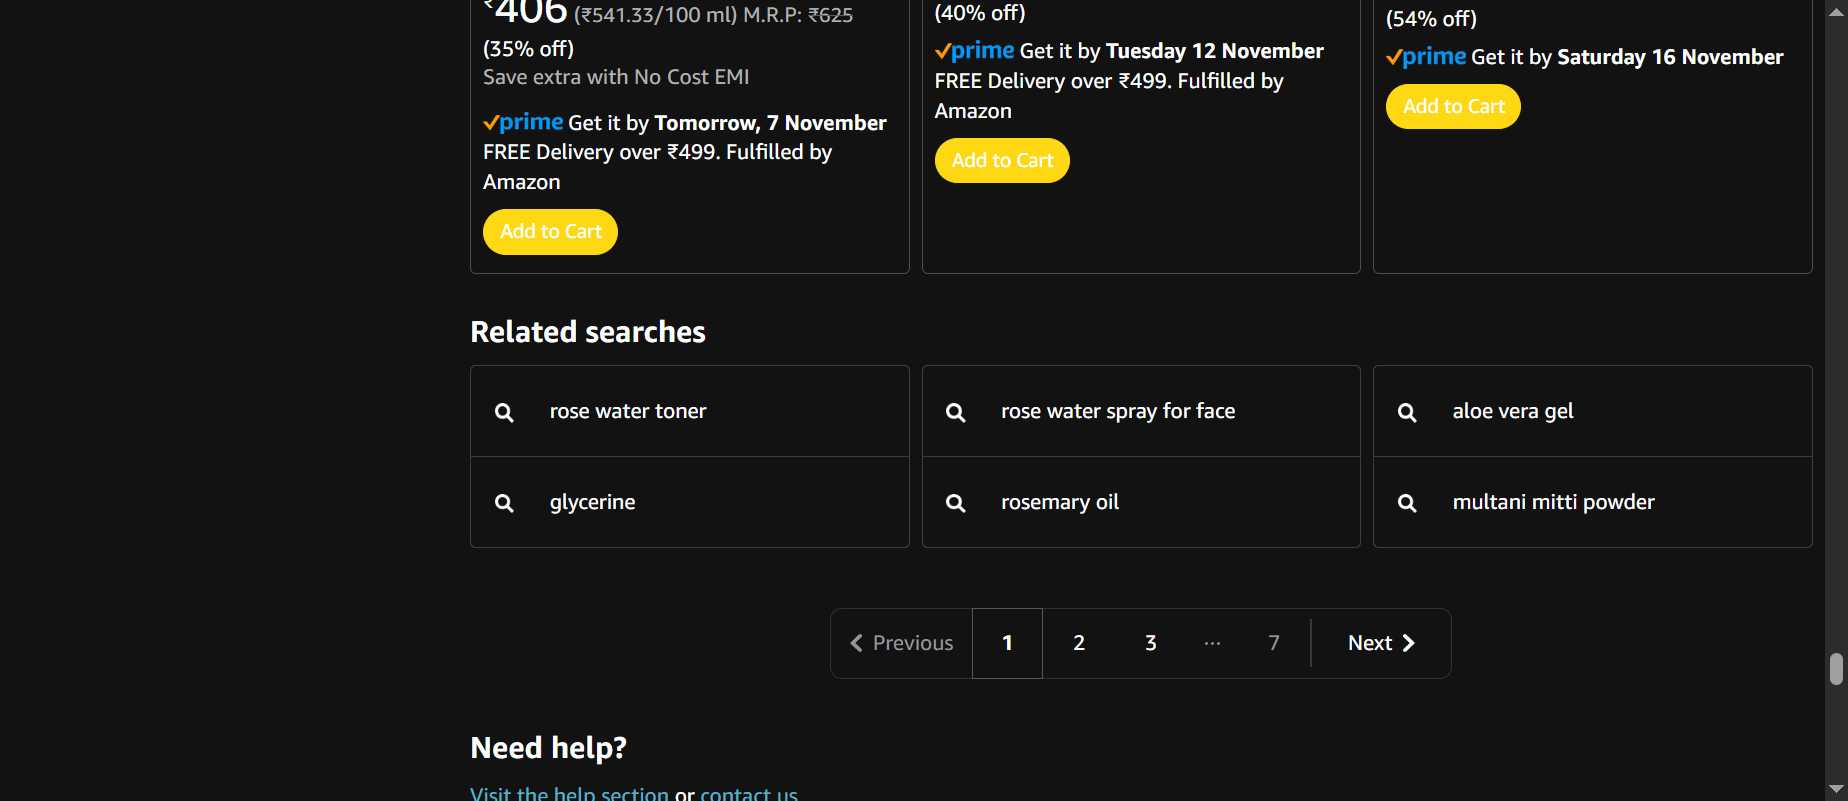 ₹406 (₹541.33/100 ml) M.R.P: ₹625
(35% off)
Save extra with No Cost EMI
prime Get it by Tomorrow, 7 November
FREE Delivery over ₹499. Fulfilled by
Amazon
Add to Cart
(40% off)
prime Get it by Tuesday 12 November
FREE Delivery over ₹499. Fulfilled by
Amazon
Add to Cart
(54% off)
prime Get it by Saturday 16 November
Add to Cart
Related searches
rose water toner
rose water spray for face
aloe vera gel
glycerine
rosemary oil
multani mitti powder
Previous 1 2 3 ... 7 Next
Need help?
Visit the help section or contact us